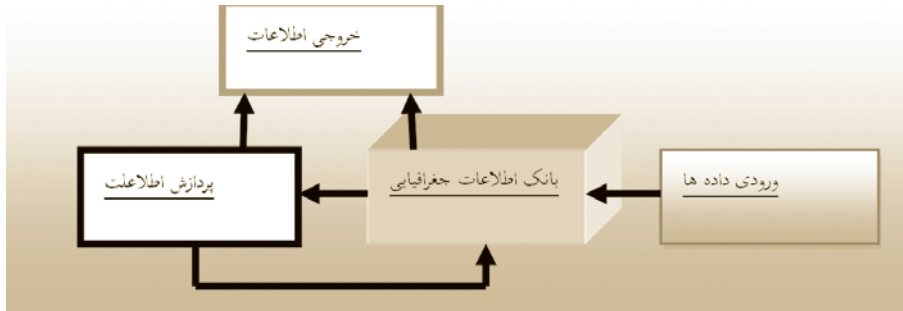 خروجی اطلاعات
ورودی داده ها
بانک اطلاعات جغرافیایی
پردازش اطلاعلت